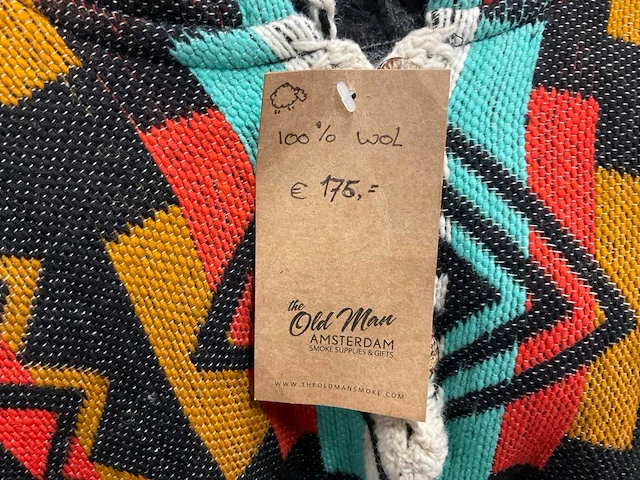 100% WOL
€ 175,=
the
Old Man
AMSTERDAM
SMOKE SUPPLIES & GIFTS
WWW.THEOLDMANSMOKE.COM